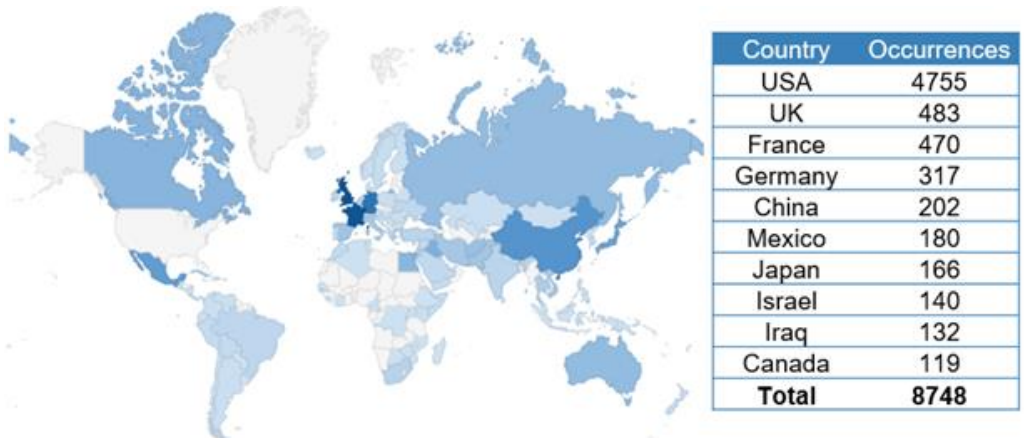 Country Occurrences
USA 4755
UK 483
France 470
Germany 317
China 202
Mexico 180
Japan 166
Israel 140
Iraq 132
Canada 119
Total 8748